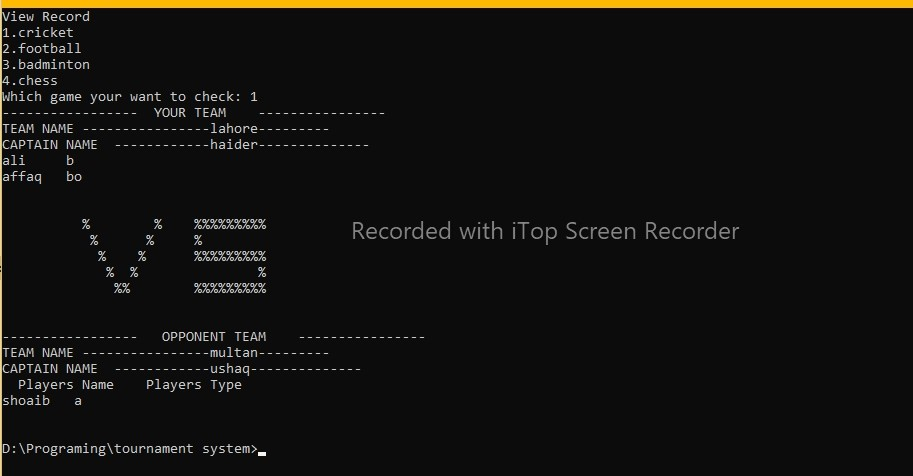 View Record
1.cricket
2.football
3.badminton
4.chess
Which game your want to check: 1
-----------------  YOUR TEAM    ----------------
TEAM NAME ----------------lahore---------
CAPTAIN NAME  ------------haider--------------
ali     b
affaq   bo
          %        %    %%%%%%%%%
           %      %     %
            %    %      %%%%%%%%%
             %  %               %
              %%        %%%%%%%%%
Recorded with iTop Screen Recorder
-----------------   OPPONENT TEAM    ----------------
TEAM NAME ----------------multan---------
CAPTAIN NAME  ------------ushaq--------------
  Players Name    Players Type
shoaib   a
D:\Programing\tournament system>